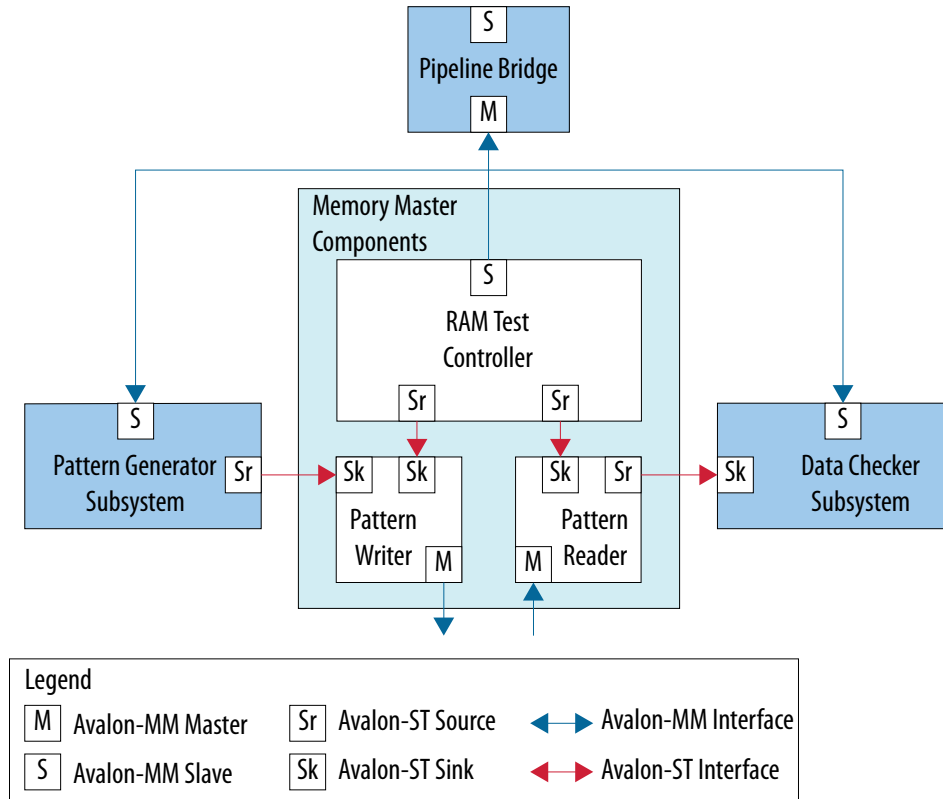 S
Pipeline Bridge
M
Memory Master
Components
S
RAM Test
Controller
Sr
Sr
S
Pattern Generator
Subsystem
Sr
Sk
Sk
Pattern
Writer
M
Sk
Sr
Pattern
Reader
M
S
Sk
Data Checker
Subsystem
Legend
M Avalon-MM Master
Sr Avalon-ST Source
Avalon-MM Interface
S Avalon-MM Slave
Sk Avalon-ST Sink
Avalon-ST Interface